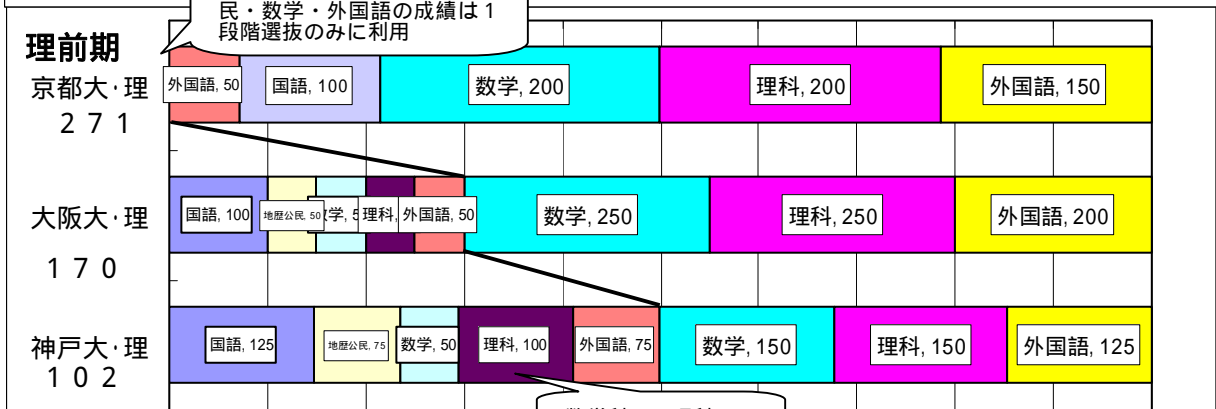 民・数学・外国語の成績は1
段階選抜のみに利用
理前期
京都大・理
271
外国語, 50
国語, 100
数学, 200
理科, 200
外国語, 150
大阪大・理
170
国語, 100
地歴公民, 50
数学, 5
理科,
外国語, 50
数学, 250
理科, 250
外国語, 200
神戸大・理
102
国語, 125
地歴公民, 75
数学, 50
理科, 100
外国語, 75
数学, 150
理科, 150
外国語, 125